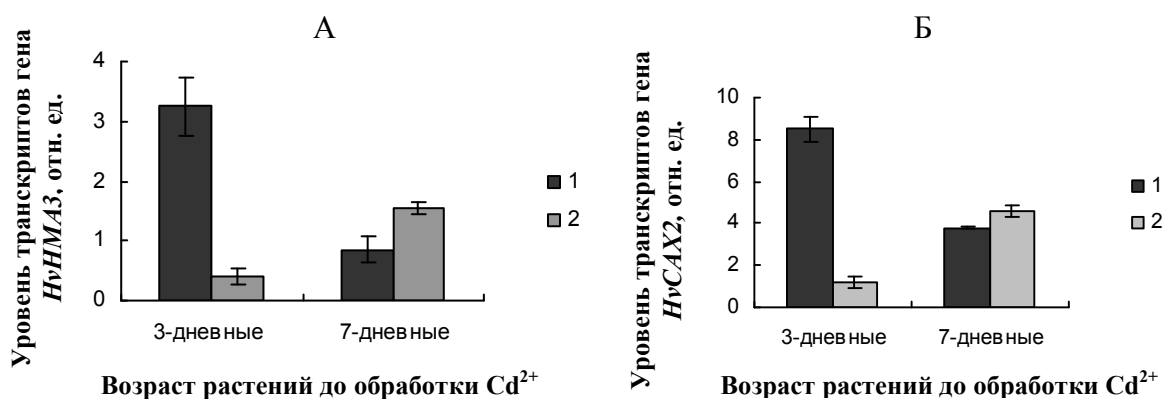 А
Уровень транскриптов гена
HvHMA3, отн. ед.
4
3
2
1
0
3-дневные
7-дневные
1
2
Возраст растений до обработки Cd²⁺
Б
Уровень транскриптов гена
HvCAX2, отн. ед.
10
8
6
4
2
0
3-дневные
7-дневные
1
2
Возраст растений до обработки Cd²⁺